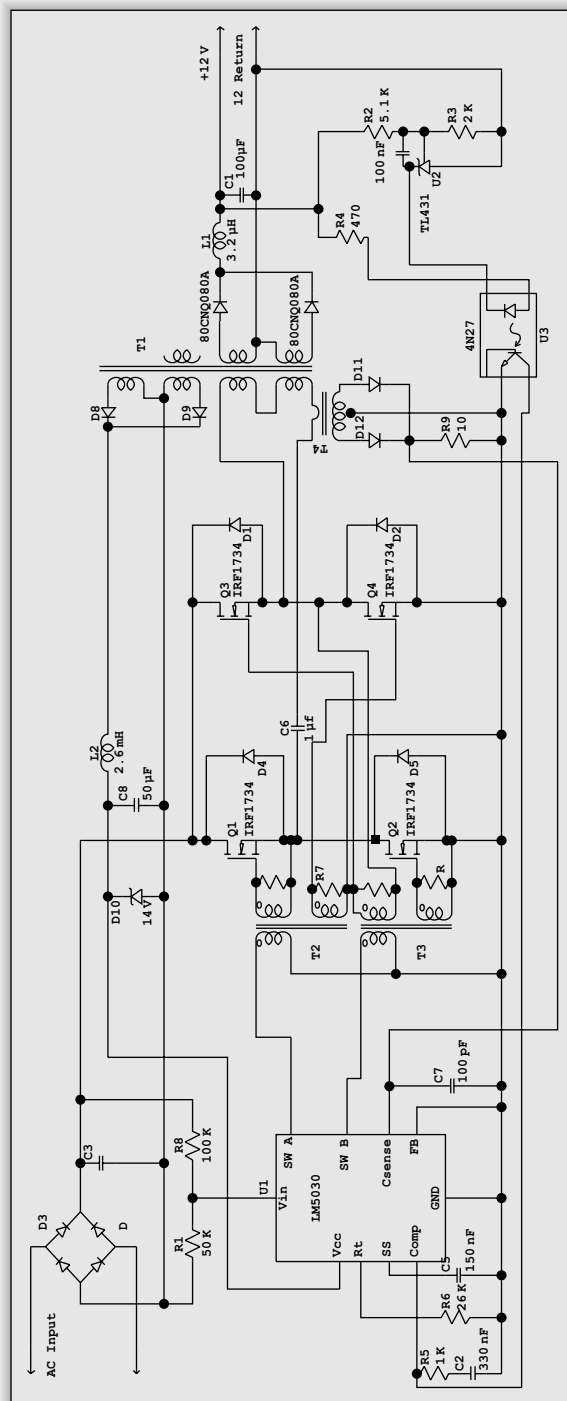 AC Input
D3
D
C3
R1
50 K
R8
100 K
D10
14 V
C8
50 µF
L2
2.6 mH
D8
D9
T1
80CNQ080A
80CNQ080A
L1
3.2 µH
C1
100µF
+12 V
12 Return
R2
5.1 K
R3
2 K
100 nF
U2
TL431
R4
470
4N27
U3
T4
D11
D12
R9
10
Q3
IRF1734
D1
Q4
IRF1734
D2
C6
1 µf
Q1
IRF1734
D4
Q2
IRF1734
D5
R7
R
T2
T3
U1
LM5030
Vin
SW A
SW B
Csense
FB
GND
Vcc
Rt
SS
Comp
C7
100 pF
C5
150 nF
R6
26 K
R5
1 K
C2
330 nF